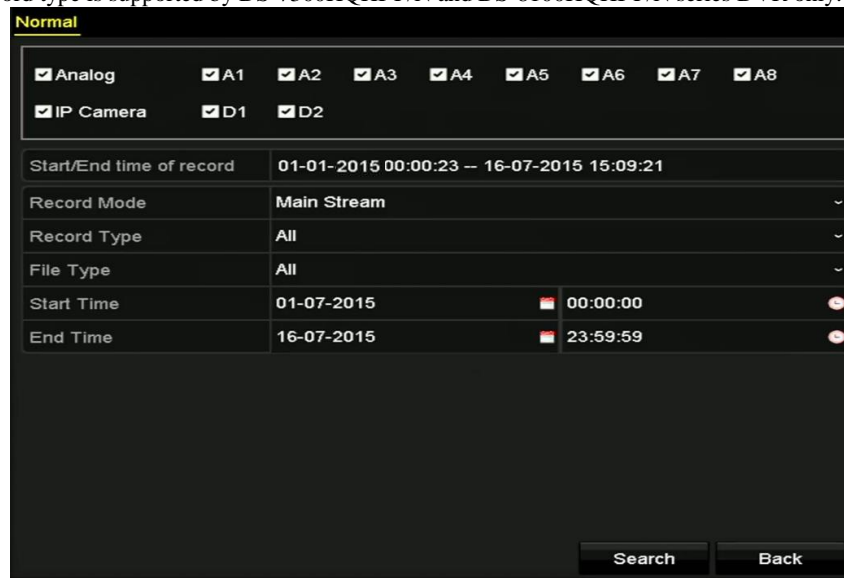 Normal
Analog A1 A2 A3 A4 A5 A6 A7 A8
IP Camera D1 D2
Start/End time of record 01-01-2015 00:00:23 -- 16-07-2015 15:09:21
Record Mode Main Stream
Record Type All
File Type All
Start Time 01-07-2015 00:00:00
End Time 16-07-2015 23:59:59
Search Back